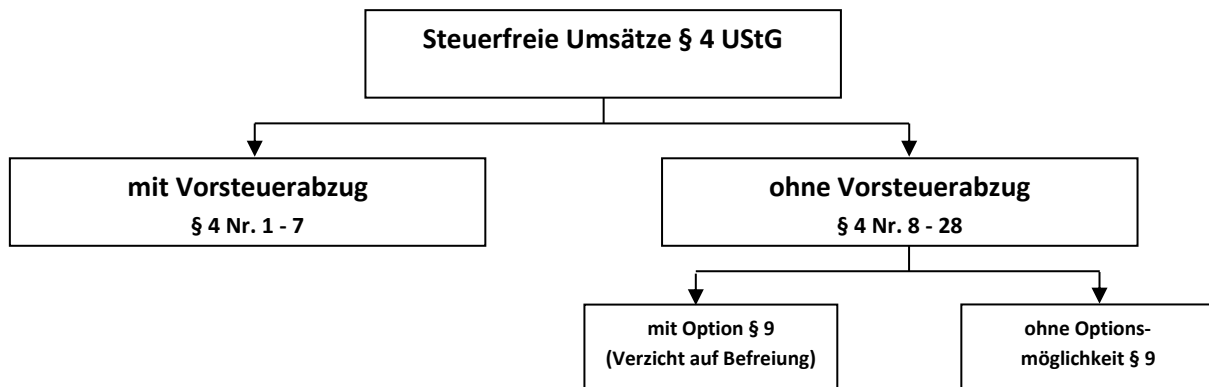 Steuerfreie Umsätze § 4 UStG
mit Vorsteuerabzug
§ 4 Nr. 1 - 7
ohne Vorsteuerabzug
§ 4 Nr. 8 - 28
mit Option § 9
(Verzicht auf Befreiung)
ohne Options-
möglichkeit § 9